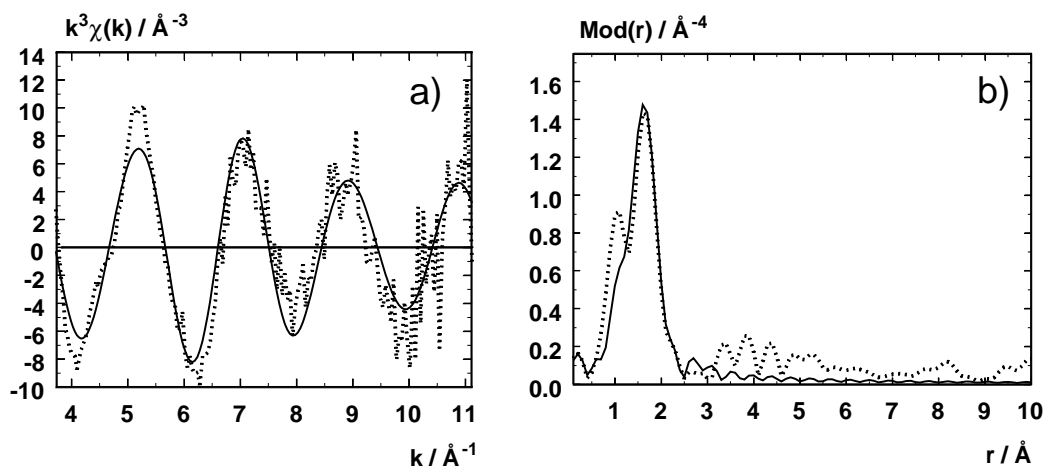 k³χ(k) / Å⁻³
a)
14
12
10
8
6
4
2
0
-2
-4
-6
-8
-10
4 5 6 7 8 9 10 11
k / Å⁻¹
Mod(r) / Å⁻⁴
b)
1.6
1.4
1.2
1.0
0.8
0.6
0.4
0.2
0.0
1 2 3 4 5 6 7 8 9 10
r / Å